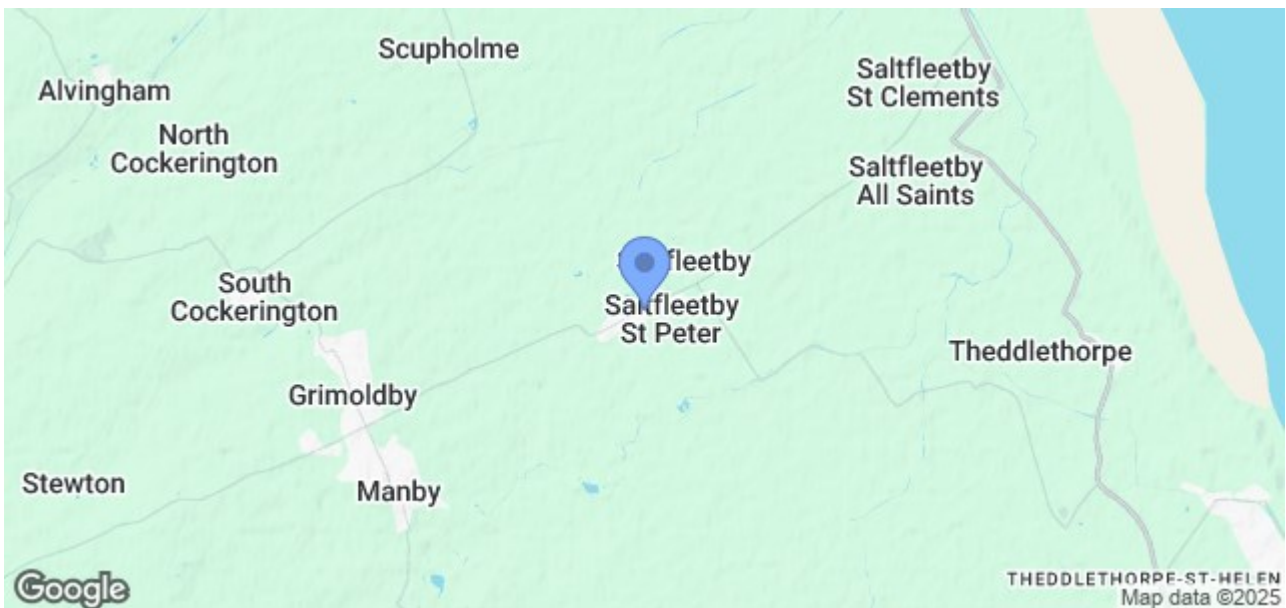 Scupholme
Alvingham
Saltfleetby
St Clements
North
Cockerington
Saltfleetby
All Saints
fleetby
South
Cockerington
Saltfleetby
St Peter
Theddlethorpe
Grimoldby
Stewton
Manby
THEDDLETHORPE-ST-HELEN
Google
Map data ©2025